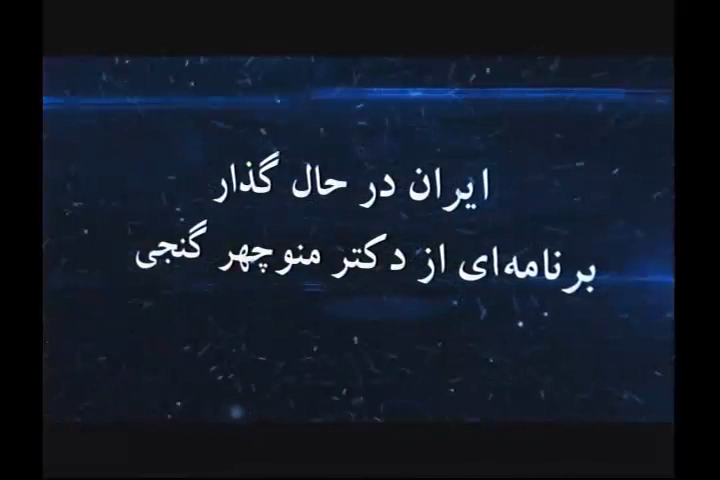 ایران در حال گذار
برنامه‌ای از دکتر منوچهر گنجی